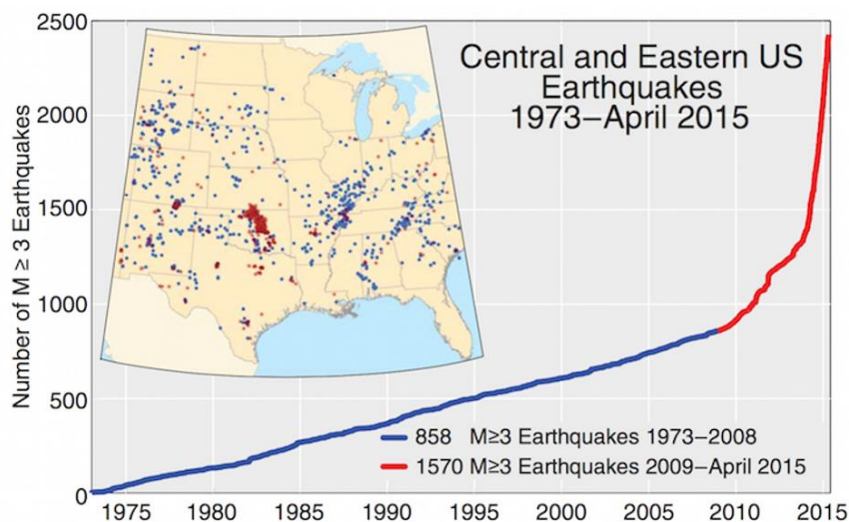 Central and Eastern US
Earthquakes
1973–April 2015
Number of M ≥ 3 Earthquakes
2500
2000
1500
1000
500
0
858 M≥3 Earthquakes 1973–2008
1570 M≥3 Earthquakes 2009–April 2015
1975 1980 1985 1990 1995 2000 2005 2010 2015